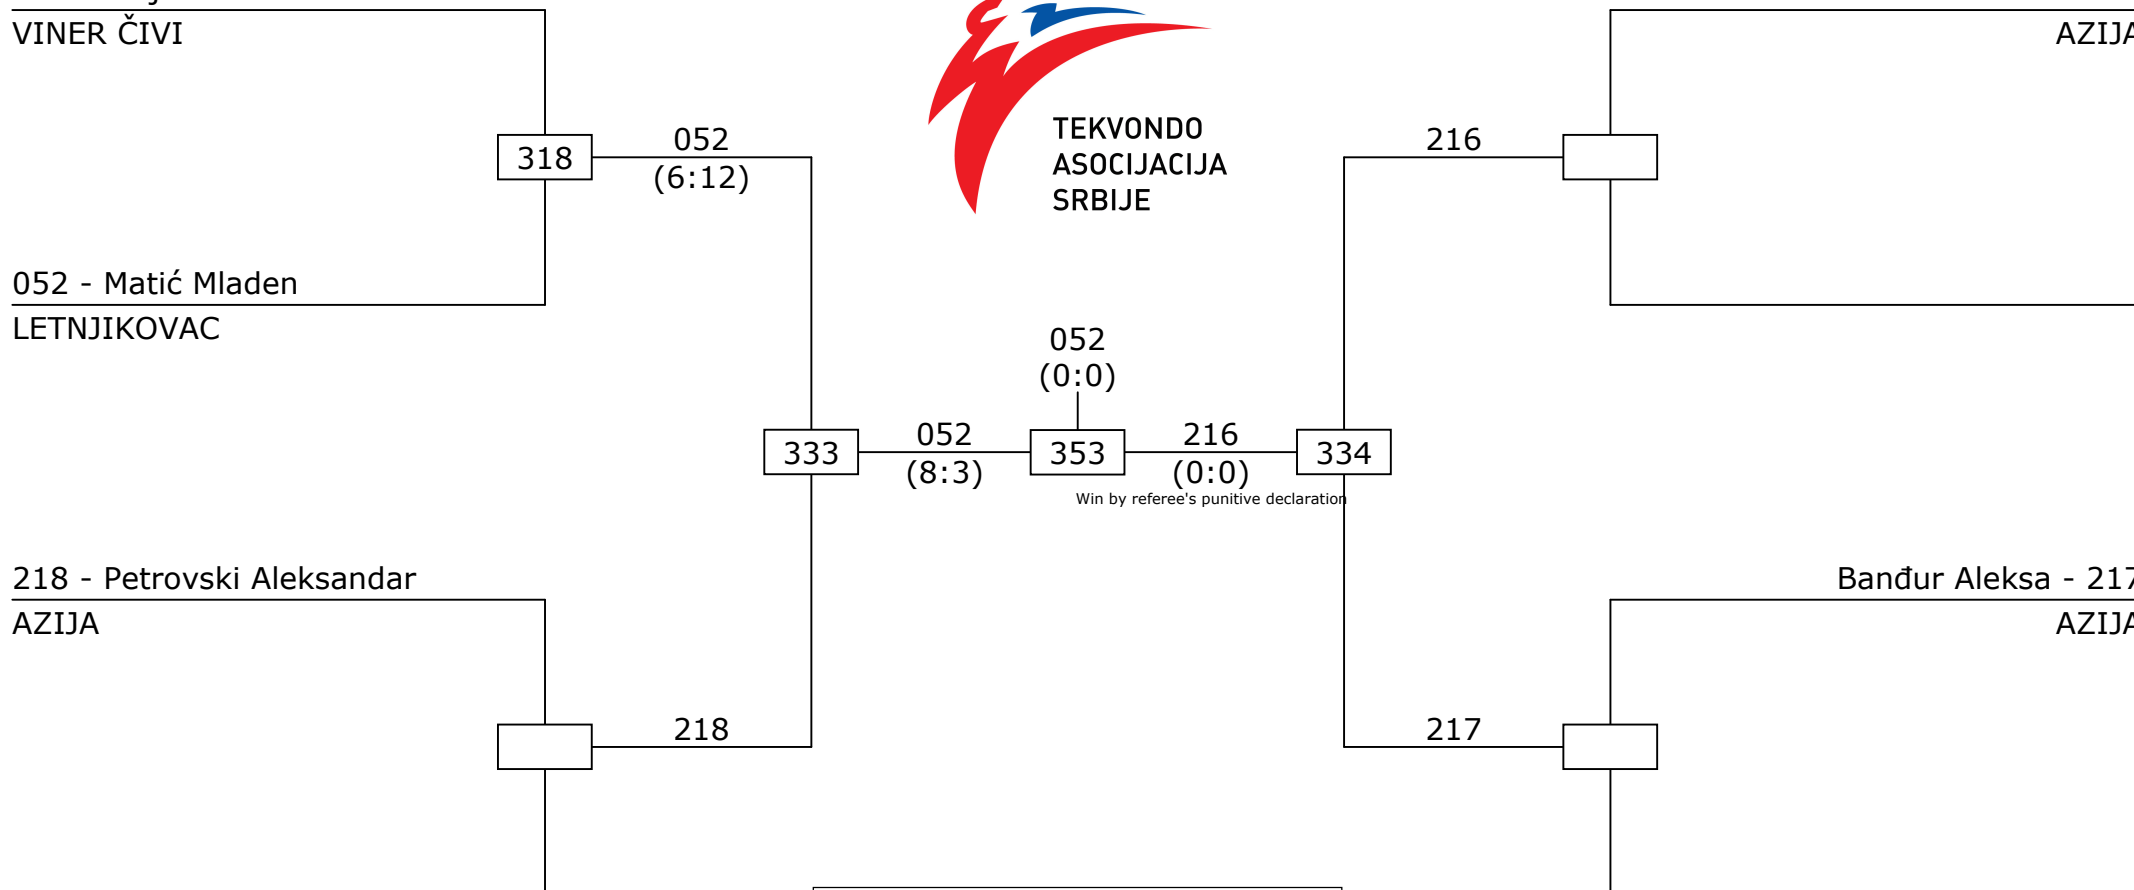 VINER ČIVI
AZIJA
TEKVONDO
ASOCIJACIJA
SRBIJE
318
052
(6:12)
216
052 - Matić Mladen
LETNJIKOVAC
052
(0:0)
333
052
(8:3)
353
216
(0:0)
334
Win by referee's punitive declaration
218 - Petrovski Aleksandar
AZIJA
Banđur Aleksa - 217
AZIJA
218
217